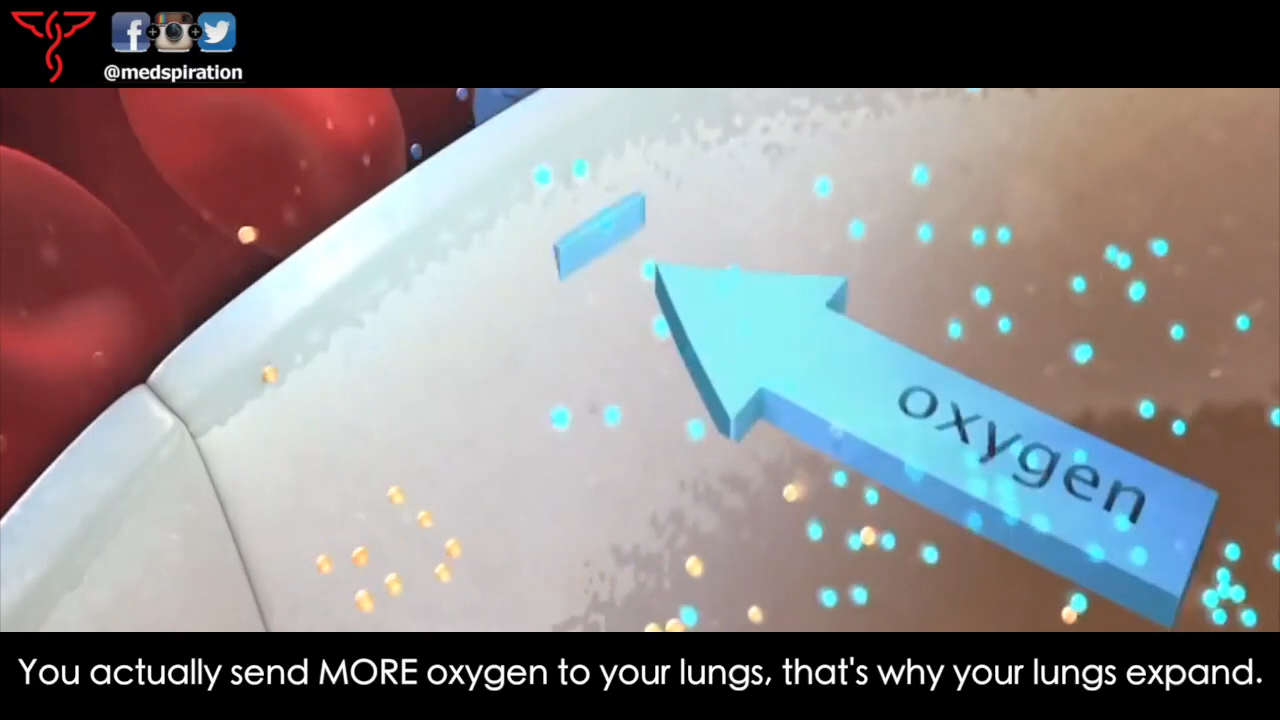 @medspiration
oxygen
You actually send MORE oxygen to your lungs, that's why your lungs expand.